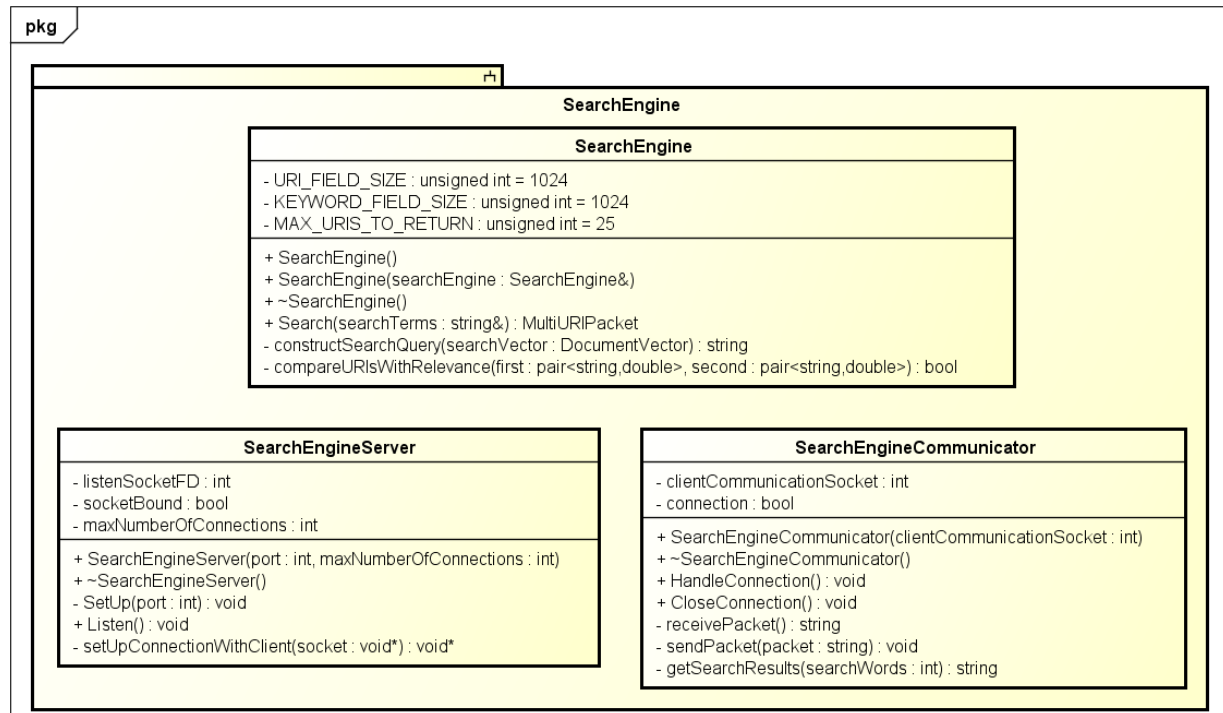 pkg
SearchEngine
SearchEngine
- URI_FIELD_SIZE : unsigned int = 1024
- KEYWORD_FIELD_SIZE : unsigned int = 1024
- MAX_URIS_TO_RETURN : unsigned int = 25
+ SearchEngine()
+ SearchEngine(searchEngine : SearchEngine&)
+ ~SearchEngine()
+ Search(searchTerms : string&) : MultiURIPacket
- constructSearchQuery(searchVector : DocumentVector) : string
- compareURIsWithRelevance(first : pair<string,double>, second : pair<string,double>) : bool
SearchEngineServer
- listenSocketFD : int
- socketBound : bool
- maxNumberOfConnections : int
+ SearchEngineServer(port : int, maxNumberOfConnections : int)
+ ~SearchEngineServer()
- SetUp(port : int) : void
+ Listen() : void
- setUpConnectionWithClient(socket : void*) : void*
SearchEngineCommunicator
- clientCommunicationSocket : int
- connection : bool
+ SearchEngineCommunicator(clientCommunicationSocket : int)
+ ~SearchEngineCommunicator()
+ HandleConnection() : void
+ CloseConnection() : void
- receivePacket() : string
- sendPacket(packet : string) : void
- getSearchResults(searchWords : int) : string